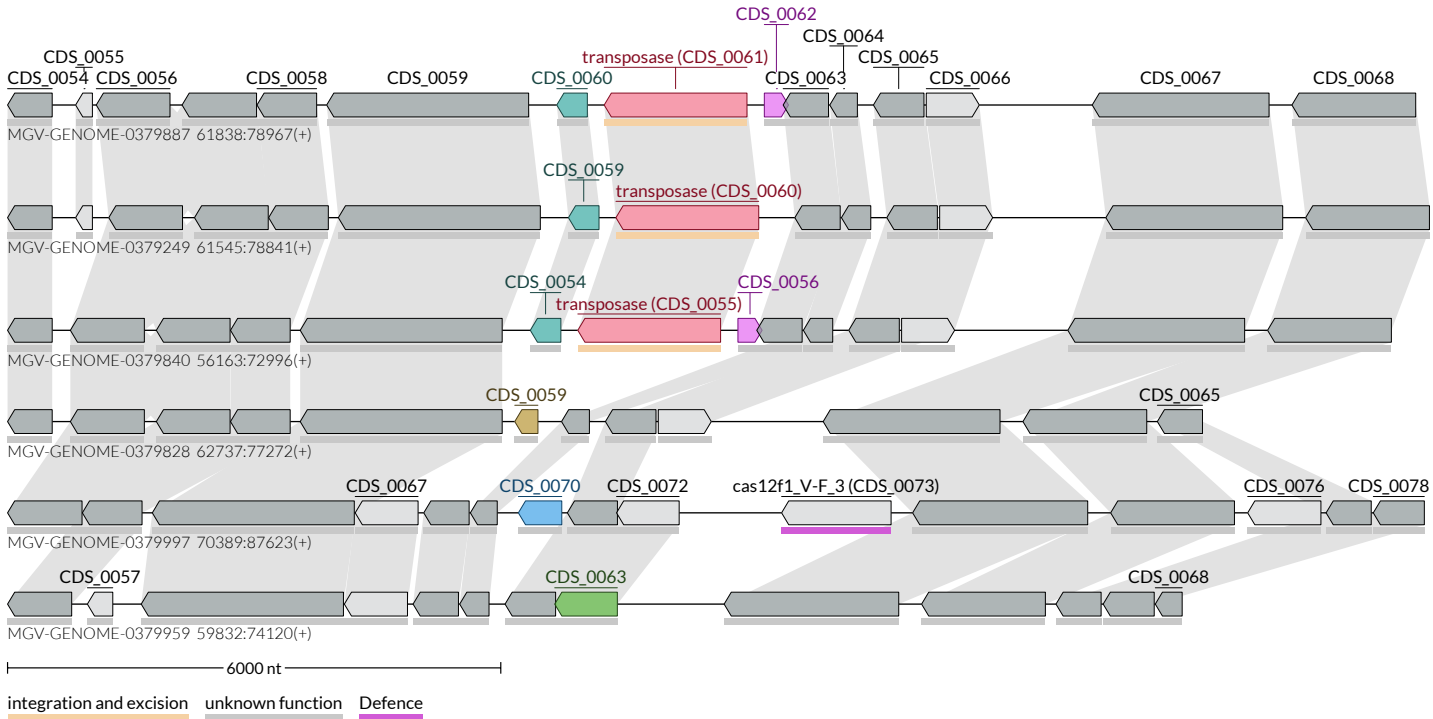 CDS_0062
CDS_0064
CDS_0055 transposase (CDS_0061) CDS_0065
CDS_0054 CDS_0056 CDS_0058 CDS_0059 CDS_0060 CDS_0063 CDS_0066 CDS_0067 CDS_0068
MGV-GENOME-0379887 61838:78967(+)
CDS_0059
transposase (CDS_0060)
MGV-GENOME-0379249 61545:78841(+)
CDS_0054 CDS_0056
transposase (CDS_0055)
MGV-GENOME-0379840 56163:72996(+)
CDS_0059 CDS_0065
MGV-GENOME-0379828 62737:77272(+)
CDS_0067 CDS_0070 CDS_0072 cas12f1_V-F_3 (CDS_0073) CDS_0076 CDS_0078
MGV-GENOME-0379997 70389:87623(+)
CDS_0057 CDS_0063 CDS_0068
MGV-GENOME-0379959 59832:74120(+)
6000 nt
integration and excision unknown function Defence